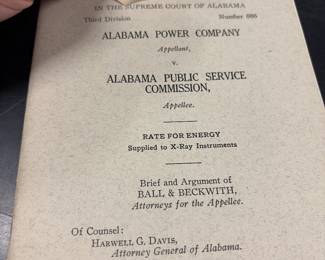 IN THE SUPREME COURT OF ALABAMA
Third Division Number 666
ALABAMA POWER COMPANY
Appellant,
v.
ALABAMA PUBLIC SERVICE
COMMISSION,
Appellee.
RATE FOR ENERGY
Supplied to X-Ray Instruments
Brief and Argument of
BALL & BECKWITH,
Attorneys for the Appellee.
Of Counsel:
HARWELL G. DAVIS,
Attorney General of Alabama.